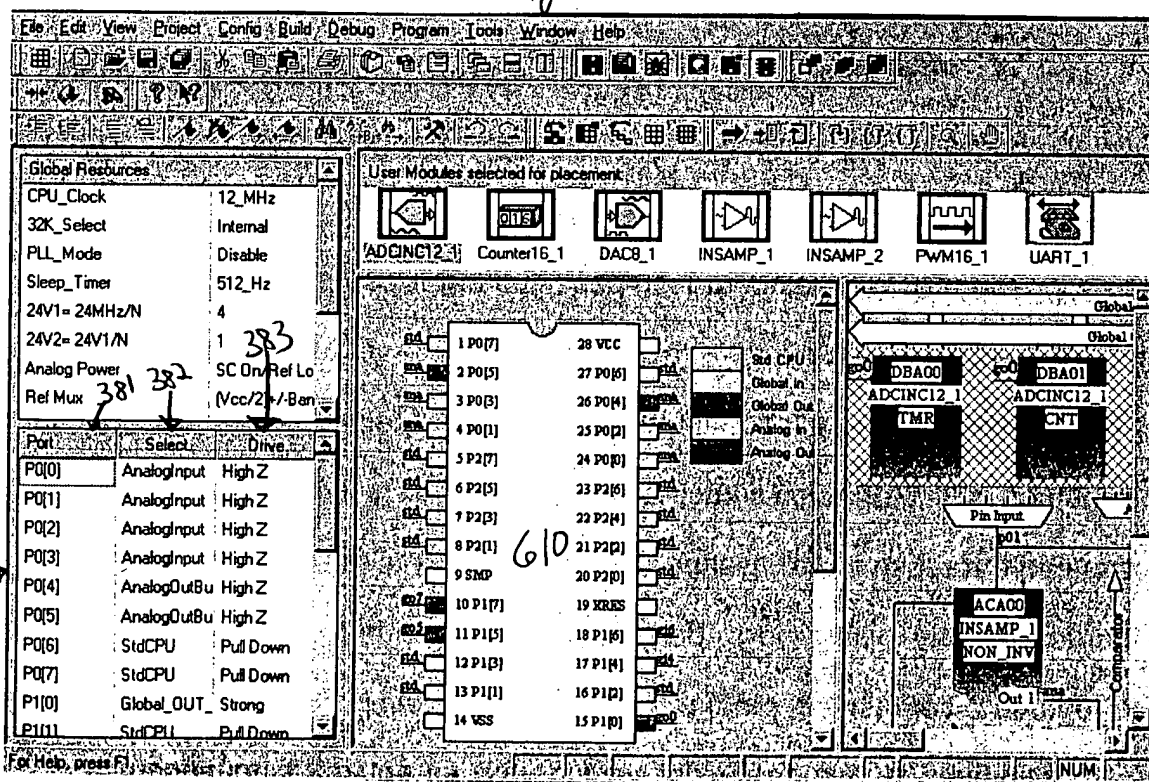 File Edit View Project Config Build Debug Program Tools Window Help
Global Resources
CPU_Clock 12_MHz
32K_Select Internal
PLL_Mode Disable
Sleep_Timer 512_Hz
24V1= 24MHz/N 4
24V2= 24V1/N 1
Analog Power SC On/Ref Lo
Ref Mux (Vcc/2)+/-Ban
381 382 383
Port Select Drive
P0[0] AnalogInput High Z
P0[1] AnalogInput High Z
P0[2] AnalogInput High Z
P0[3] AnalogInput High Z
P0[4] AnalogOutBu High Z
P0[5] AnalogOutBu High Z
P0[6] StdCPU Pull Down
P0[7] StdCPU Pull Down
P1[0] Global_OUT_ Strong
P1[1] StdCPU Pull Down
User Modules selected for placement
ADCINC12_1 Counter16_1 DAC8_1 INSAMP_1 INSAMP_2 PWM16_1 UART_1
1 P0[7] 28 VCC
2 P0[5] 27 P0[6]
3 P0[3] 26 P0[4]
4 P0[1] 25 P0[2]
5 P2[7] 24 P0[0]
6 P2[5] 23 P2[6]
7 P2[3] 22 P2[4]
8 P2[1] 21 P2[2]
9 SMP 20 P2[0]
10 P1[7] 19 XRES
11 P1[5] 18 P1[6]
12 P1[3] 17 P1[4]
13 P1[1] 16 P1[2]
14 VSS 15 P1[0]
610
Std CPU
Global In
Global Out
Analog In
Analog Out
Global
Global
DBA00 DBA01
ADCINC12_1 ADCINC12_1
TMR CNT
Pin Input
p01
ACA00
INSAMP_1
NON_INV
Out 1
Comparator
For Help, press F1
NUM